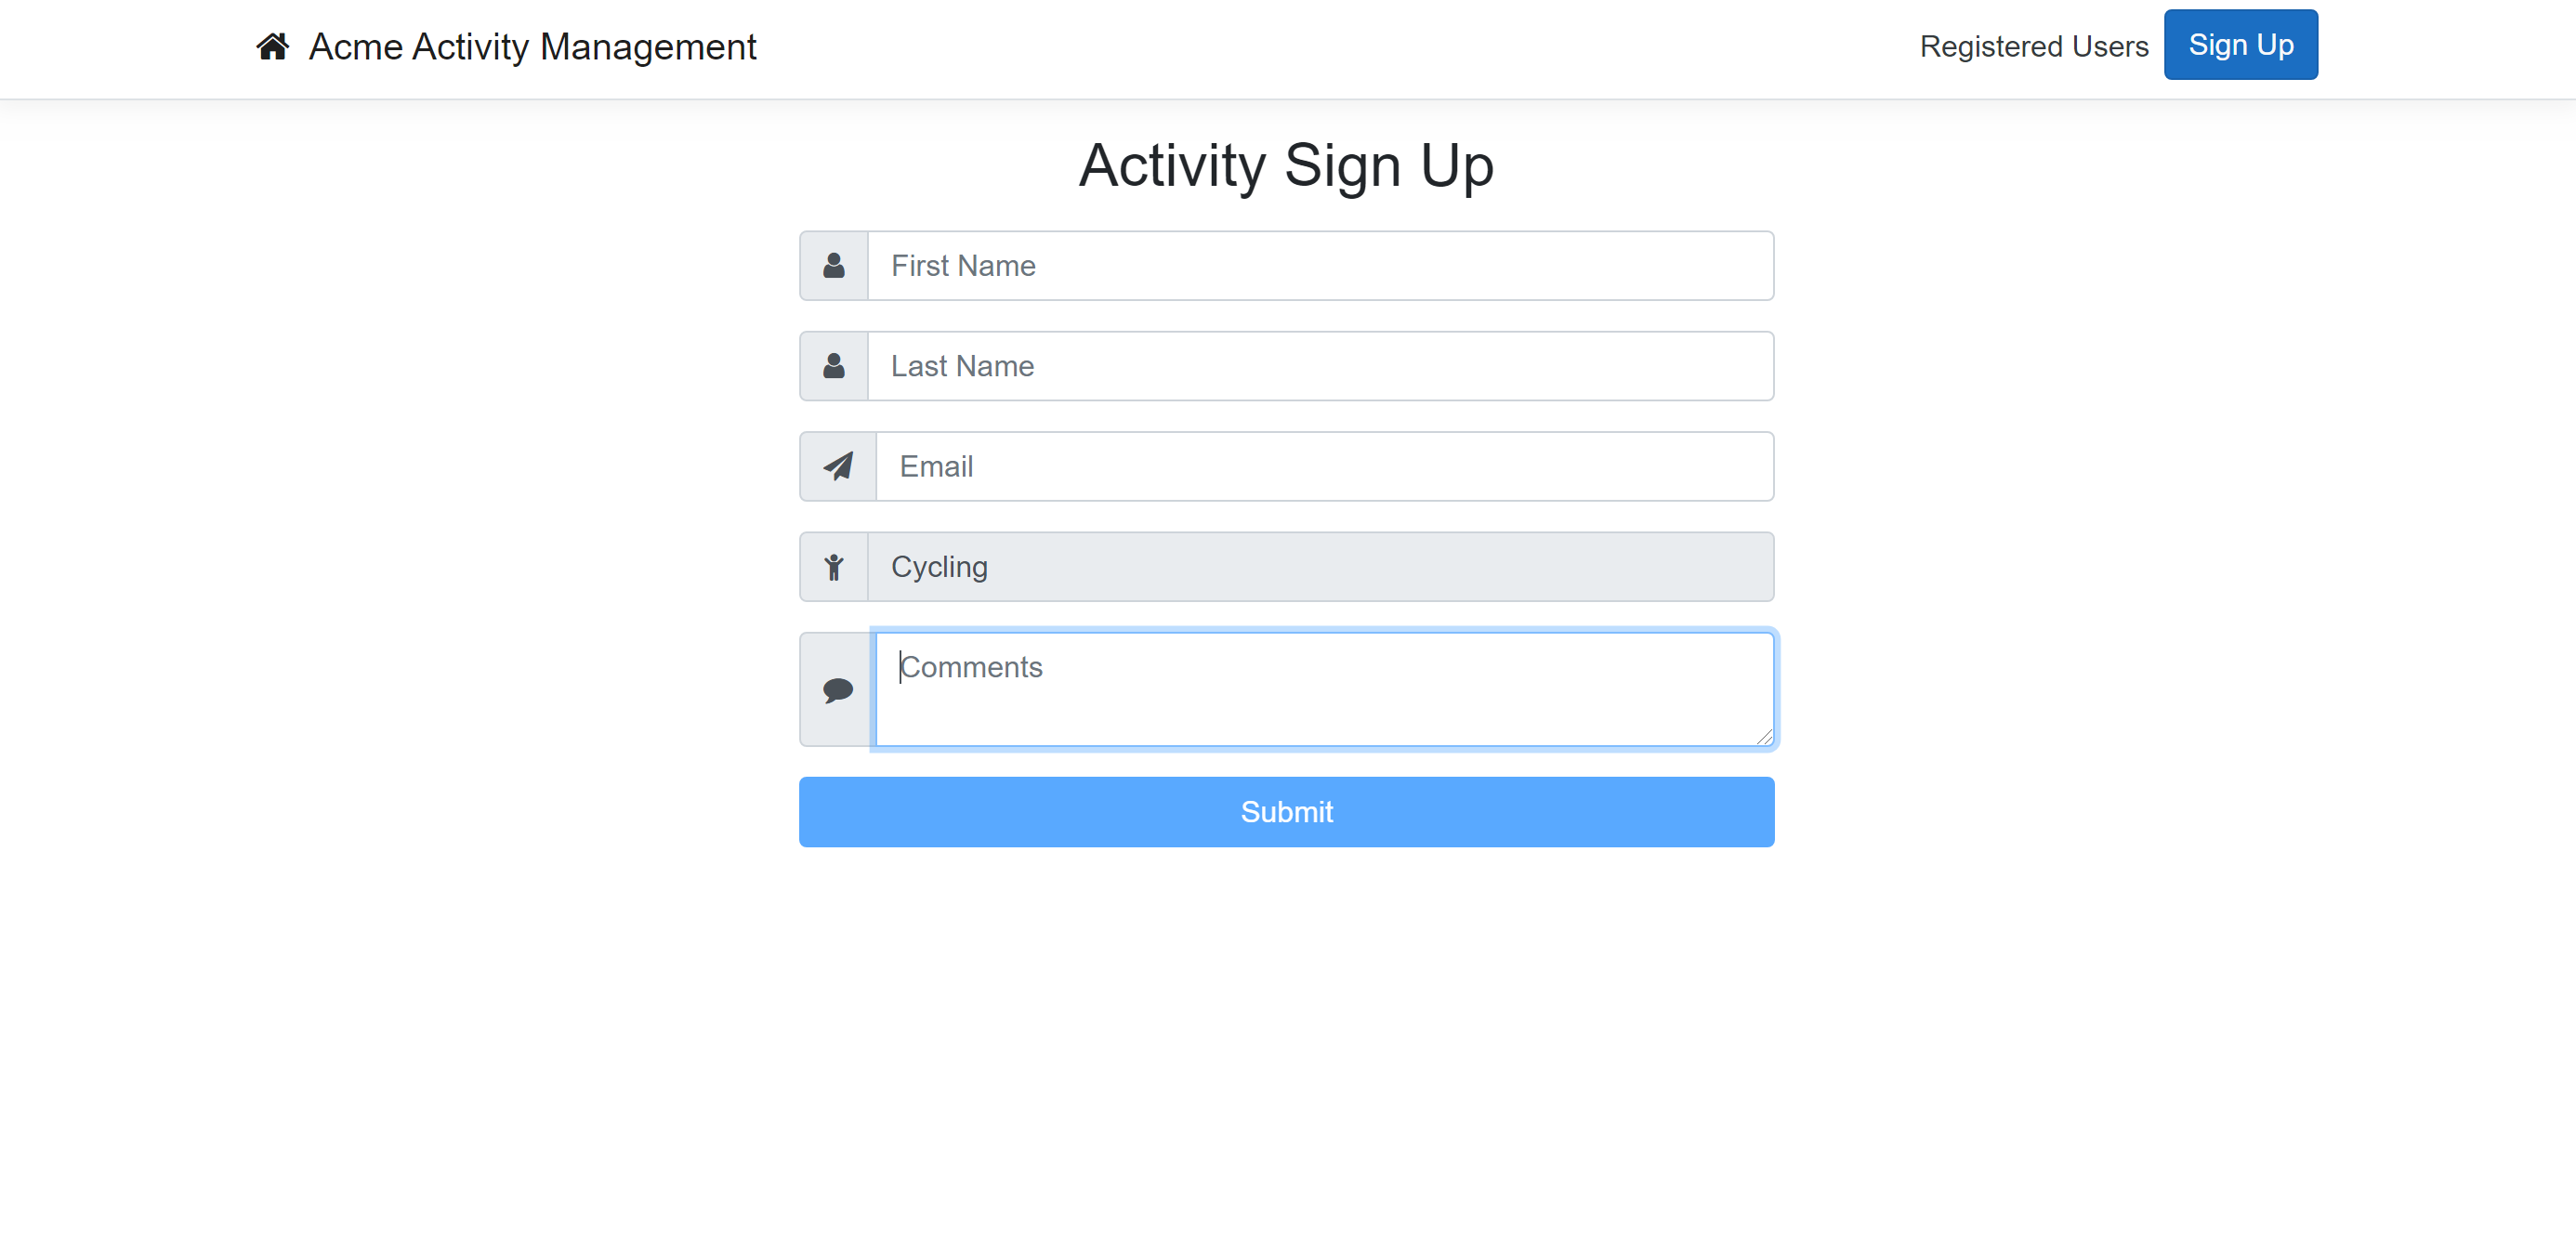 Acme Activity Management
Registered Users
Sign Up
Activity Sign Up
First Name
Last Name
Email
Cycling
Comments
Submit